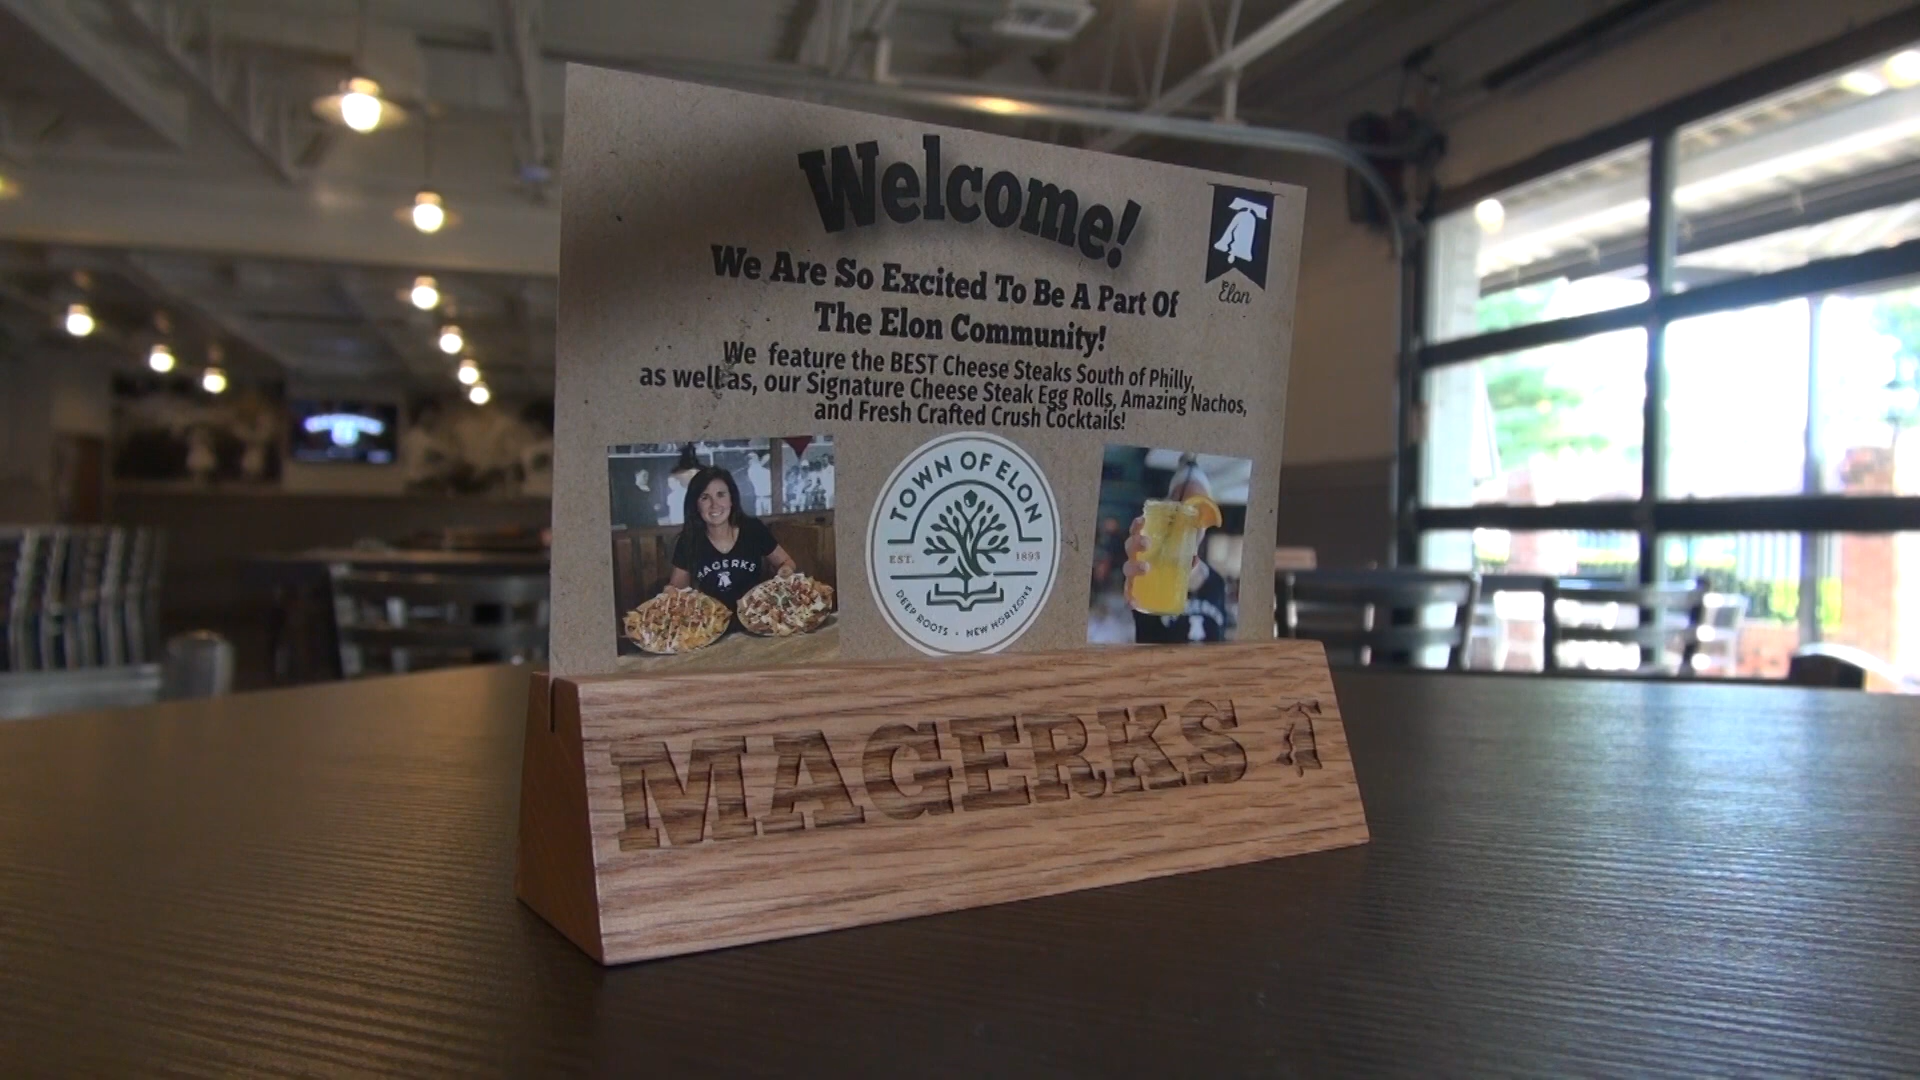 Welcome!
Elon
We Are So Excited To Be A Part Of
The Elon Community!
We feature the BEST Cheese Steaks South of Philly,
as well as, our Signature Cheese Steak Egg Rolls, Amazing Nachos,
and Fresh Crafted Crush Cocktails!
MAGERKS
TOWN OF ELON
EST. 1893
DEEP ROOTS · NEW HORIZONS
MAGERKS